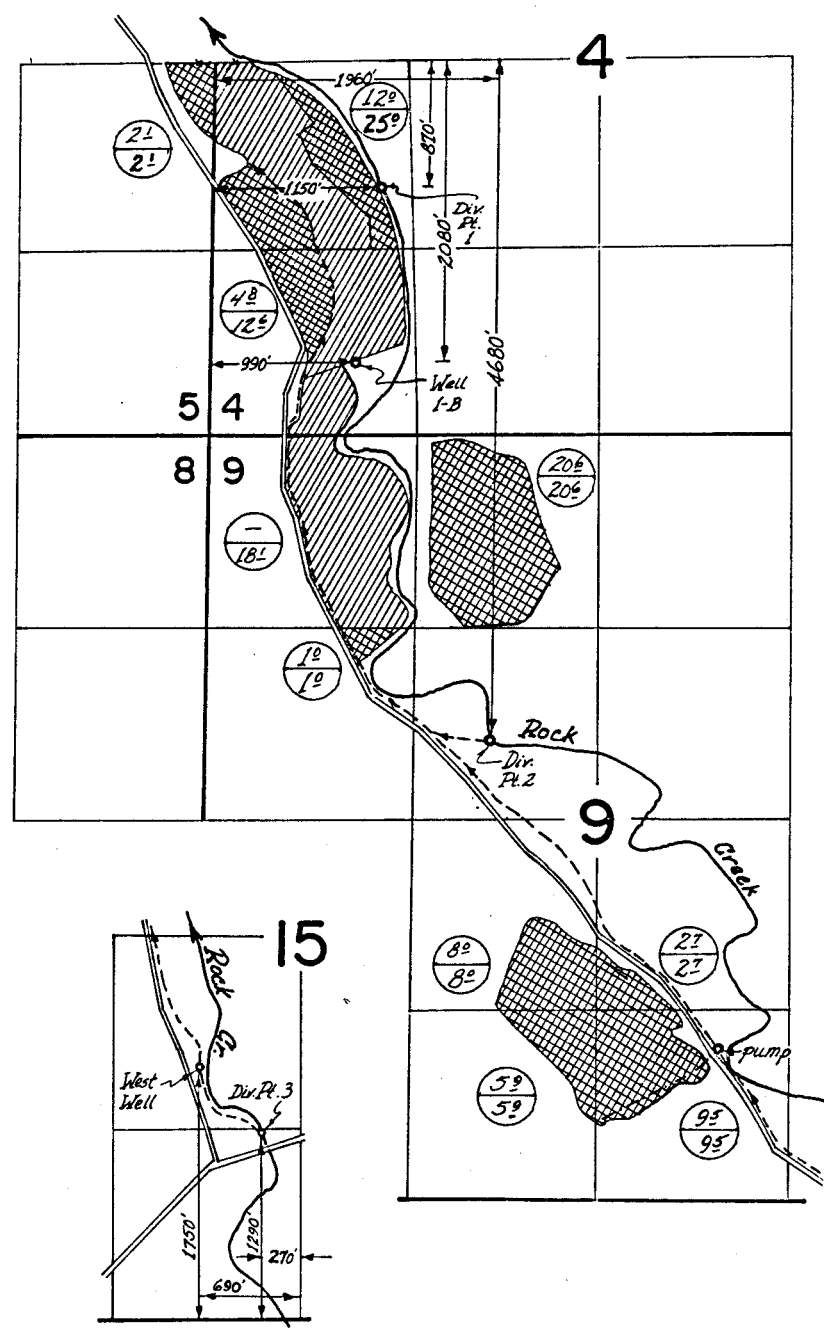 4
1960'
12 0
25 0
2 1
2 1
870'
1150'
Div.
Pt.
1
2080'
4 8
12 6
4680'
990'
Well
1-B
5 4
8 9
20 6
20 6
—
18 1
1 0
1 0
Rock
Div.
Pt.2
9
Creek
15
Rock
Cr.
8 0
8 0
2 7
2 7
pump
West
Well
Div.Pt.3
5 9
5 9
9 5
9 5
1750'
1290'
270'
690'